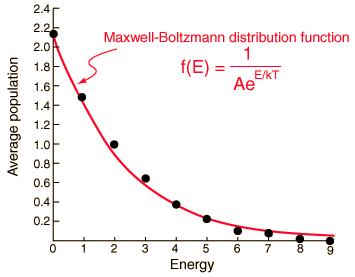 2.4
2.2
2.0
1.8
1.6
1.4
1.2
1.0
0.8
0.6
0.4
0.2
Average population
Maxwell-Boltzmann distribution function
f(E) = 1 / Ae^E/kT
0 1 2 3 4 5 6 7 8 9
Energy